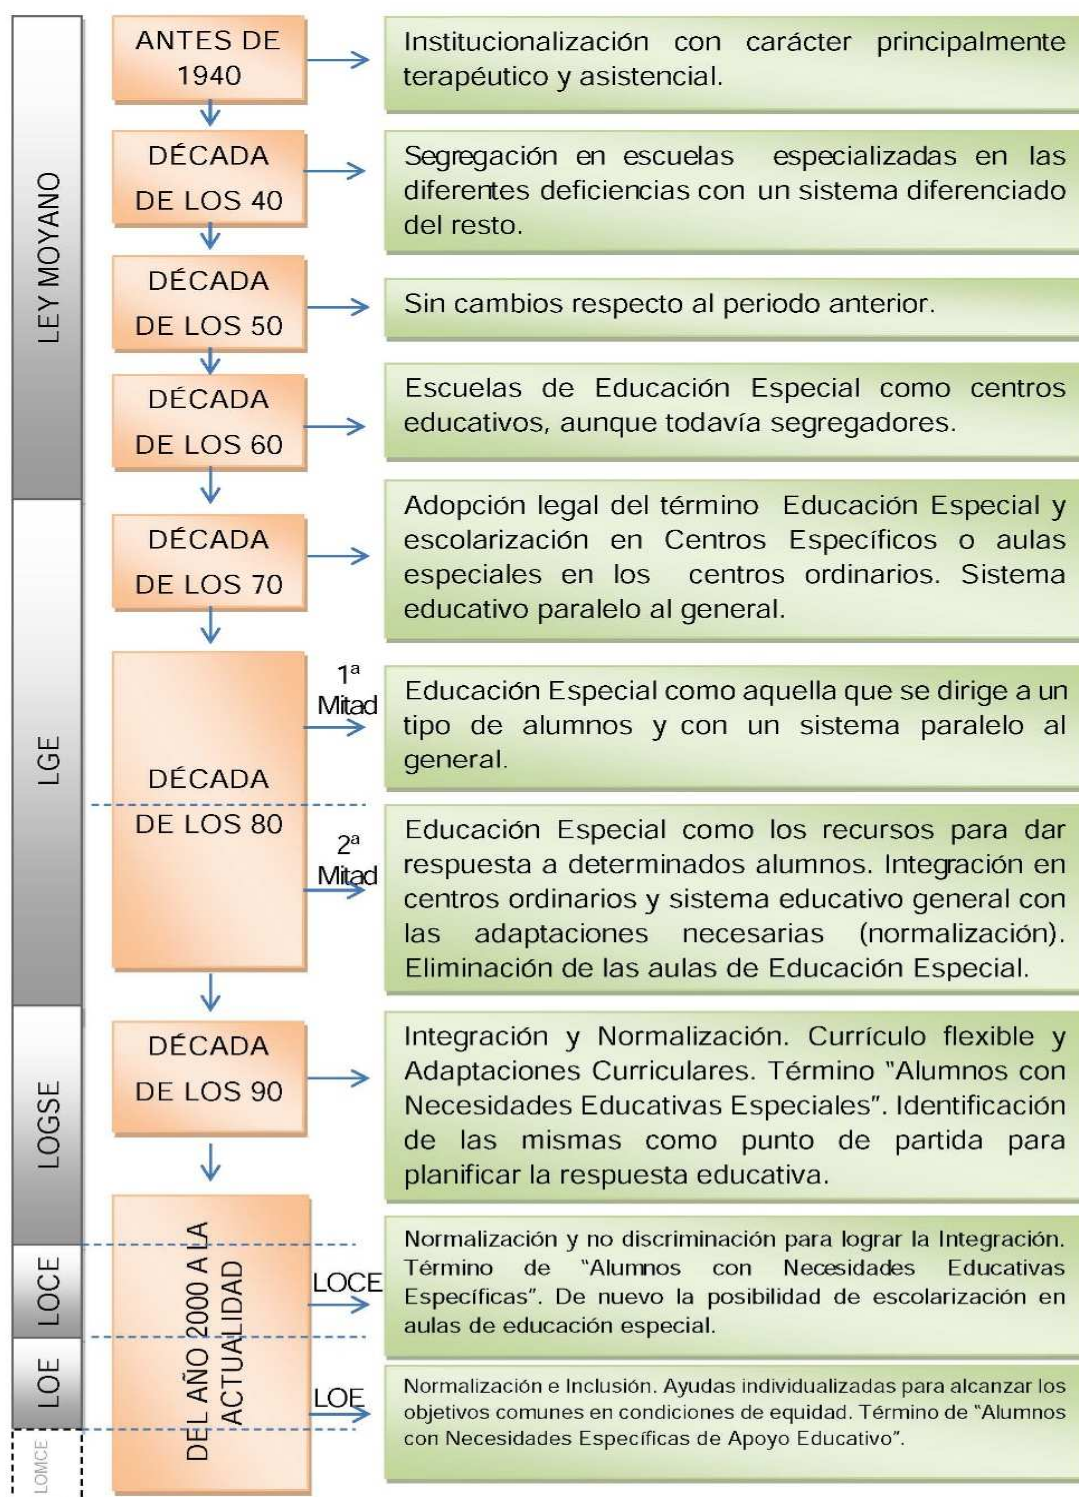 LEY MOYANO
ANTES DE
1940
Institucionalización con carácter principalmente
terapéutico y asistencial.
DÉCADA
DE LOS 40
Segregación en escuelas especializadas en las
diferentes deficiencias con un sistema diferenciado
del resto.
DÉCADA
DE LOS 50
Sin cambios respecto al periodo anterior.
DÉCADA
DE LOS 60
Escuelas de Educación Especial como centros
educativos, aunque todavía segregadores.
LGE
DÉCADA
DE LOS 70
Adopción legal del término Educación Especial y
escolarización en Centros Específicos o aulas
especiales en los centros ordinarios. Sistema
educativo paralelo al general.
DÉCADA
DE LOS 80
1ª
Mitad
Educación Especial como aquella que se dirige a un
tipo de alumnos y con un sistema paralelo al
general.
2ª
Mitad
Educación Especial como los recursos para dar
respuesta a determinados alumnos. Integración en
centros ordinarios y sistema educativo general con
las adaptaciones necesarias (normalización).
Eliminación de las aulas de Educación Especial.
LOGSE
DÉCADA
DE LOS 90
Integración y Normalización. Currículo flexible y
Adaptaciones Curriculares. Término "Alumnos con
Necesidades Educativas Especiales". Identificación
de las mismas como punto de partida para
planificar la respuesta educativa.
DEL AÑO 2000 A LA
ACTUALIDAD
LOCE
LOCE
Normalización y no discriminación para lograr la Integración.
Término de "Alumnos con Necesidades Educativas
Específicas". De nuevo la posibilidad de escolarización en
aulas de educación especial.
LOE
LOE
Normalización e Inclusión. Ayudas individualizadas para alcanzar los
objetivos comunes en condiciones de equidad. Término de "Alumnos
con Necesidades Específicas de Apoyo Educativo".
LOMCE